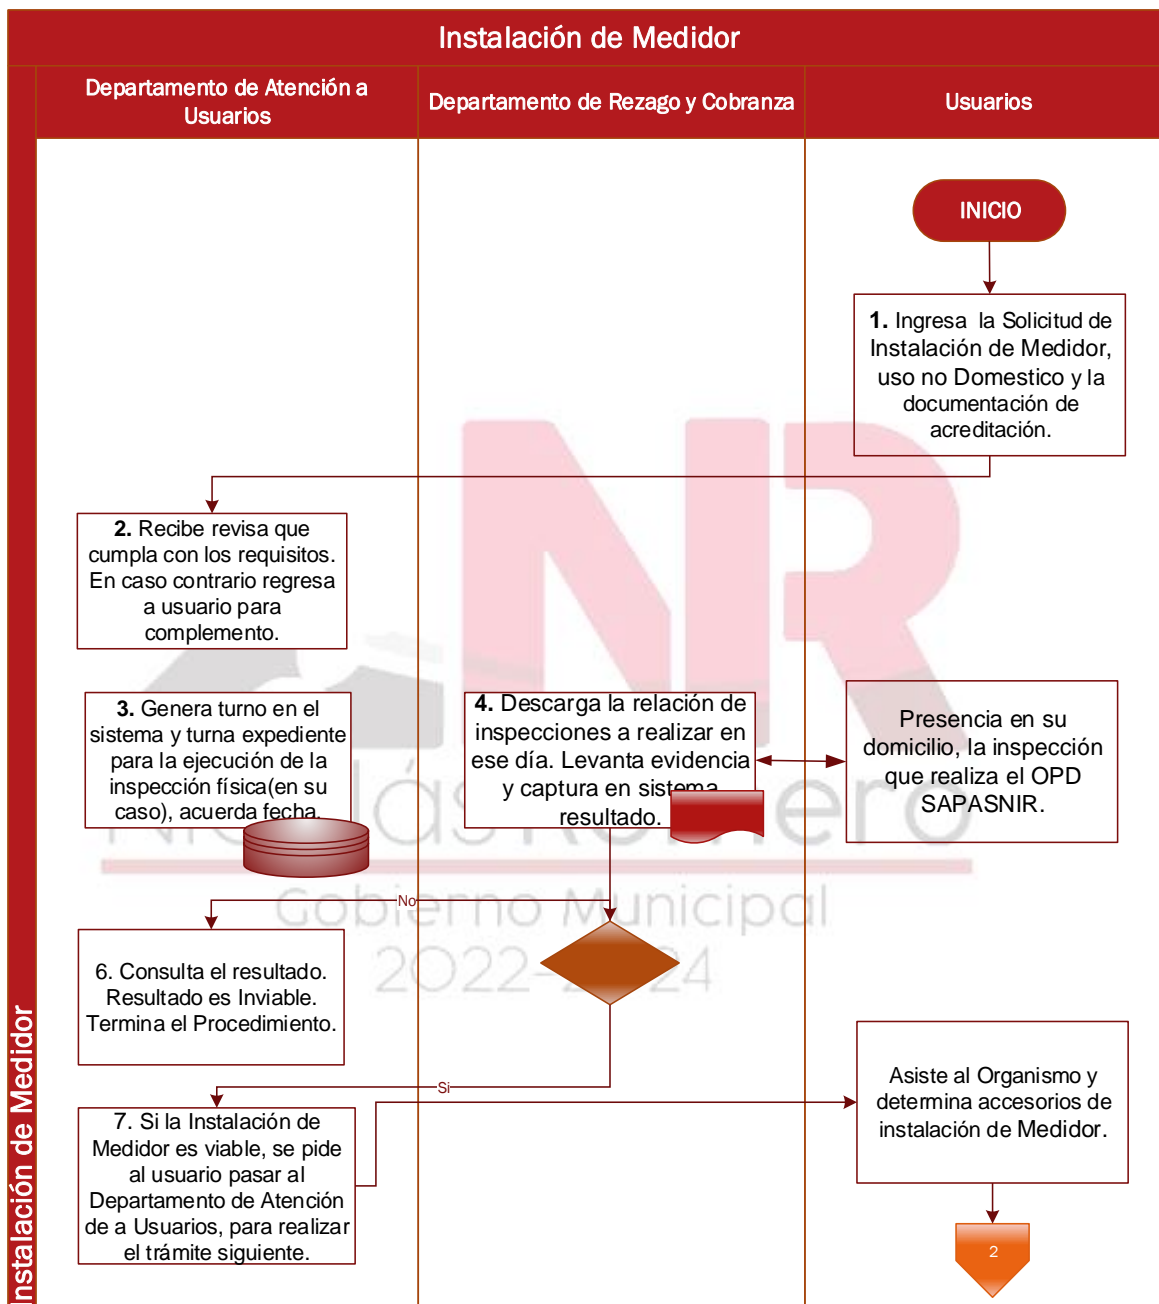 Instalación de Medidor
Departamento de Atención a
Usuarios
Departamento de Rezago y Cobranza
Usuarios
INICIO
1. Ingresa la Solicitud de
Instalación de Medidor,
uso no Domestico y la
documentación de
acreditación.
2. Recibe revisa que
cumpla con los requisitos.
En caso contrario regresa
a usuario para
complemento.
3. Genera turno en el
sistema y turna expediente
para la ejecución de la
inspección física(en su
caso), acuerda fecha.
4. Descarga la relación de
inspecciones a realizar en
ese día. Levanta evidencia
y captura en sistema
resultado.
Presencia en su
domicilio, la inspección
que realiza el OPD
SAPASNIR.
No
6. Consulta el resultado.
Resultado es Inviable.
Termina el Procedimiento.
Si
7. Si la Instalación de
Medidor es viable, se pide
al usuario pasar al
Departamento de Atención
de a Usuarios, para realizar
el trámite siguiente.
Asiste al Organismo y
determina accesorios de
instalación de Medidor.
2
Instalación de Medidor
NR
Nicolás Romero
Gobierno Municipal
2022-2024